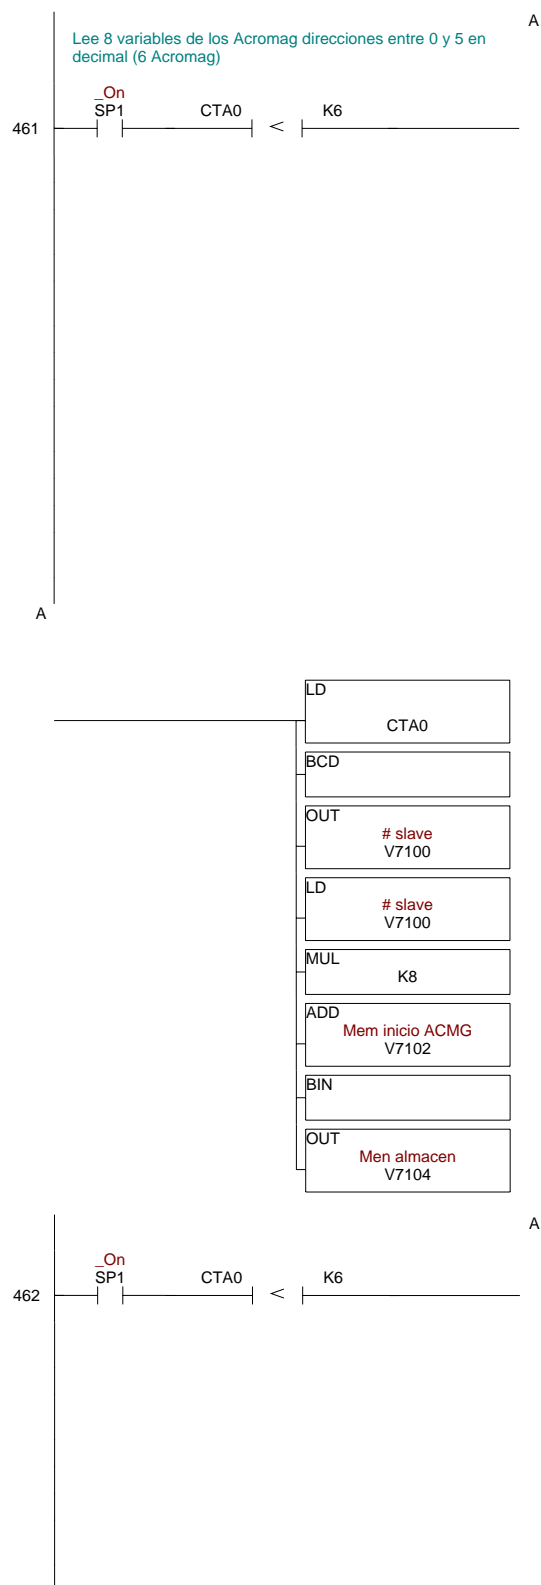 A
Lee 8 variables de los Acromag direcciones entre 0 y 5 en
decimal (6 Acromag)
_On
SP1 CTA0 K6
461 <
A
LD
CTA0
BCD
OUT
# slave
V7100
LD
# slave
V7100
MUL
K8
ADD
Mem inicio ACMG
V7102
BIN
OUT
Men almacen
V7104
A
_On
SP1 CTA0 K6
462 <